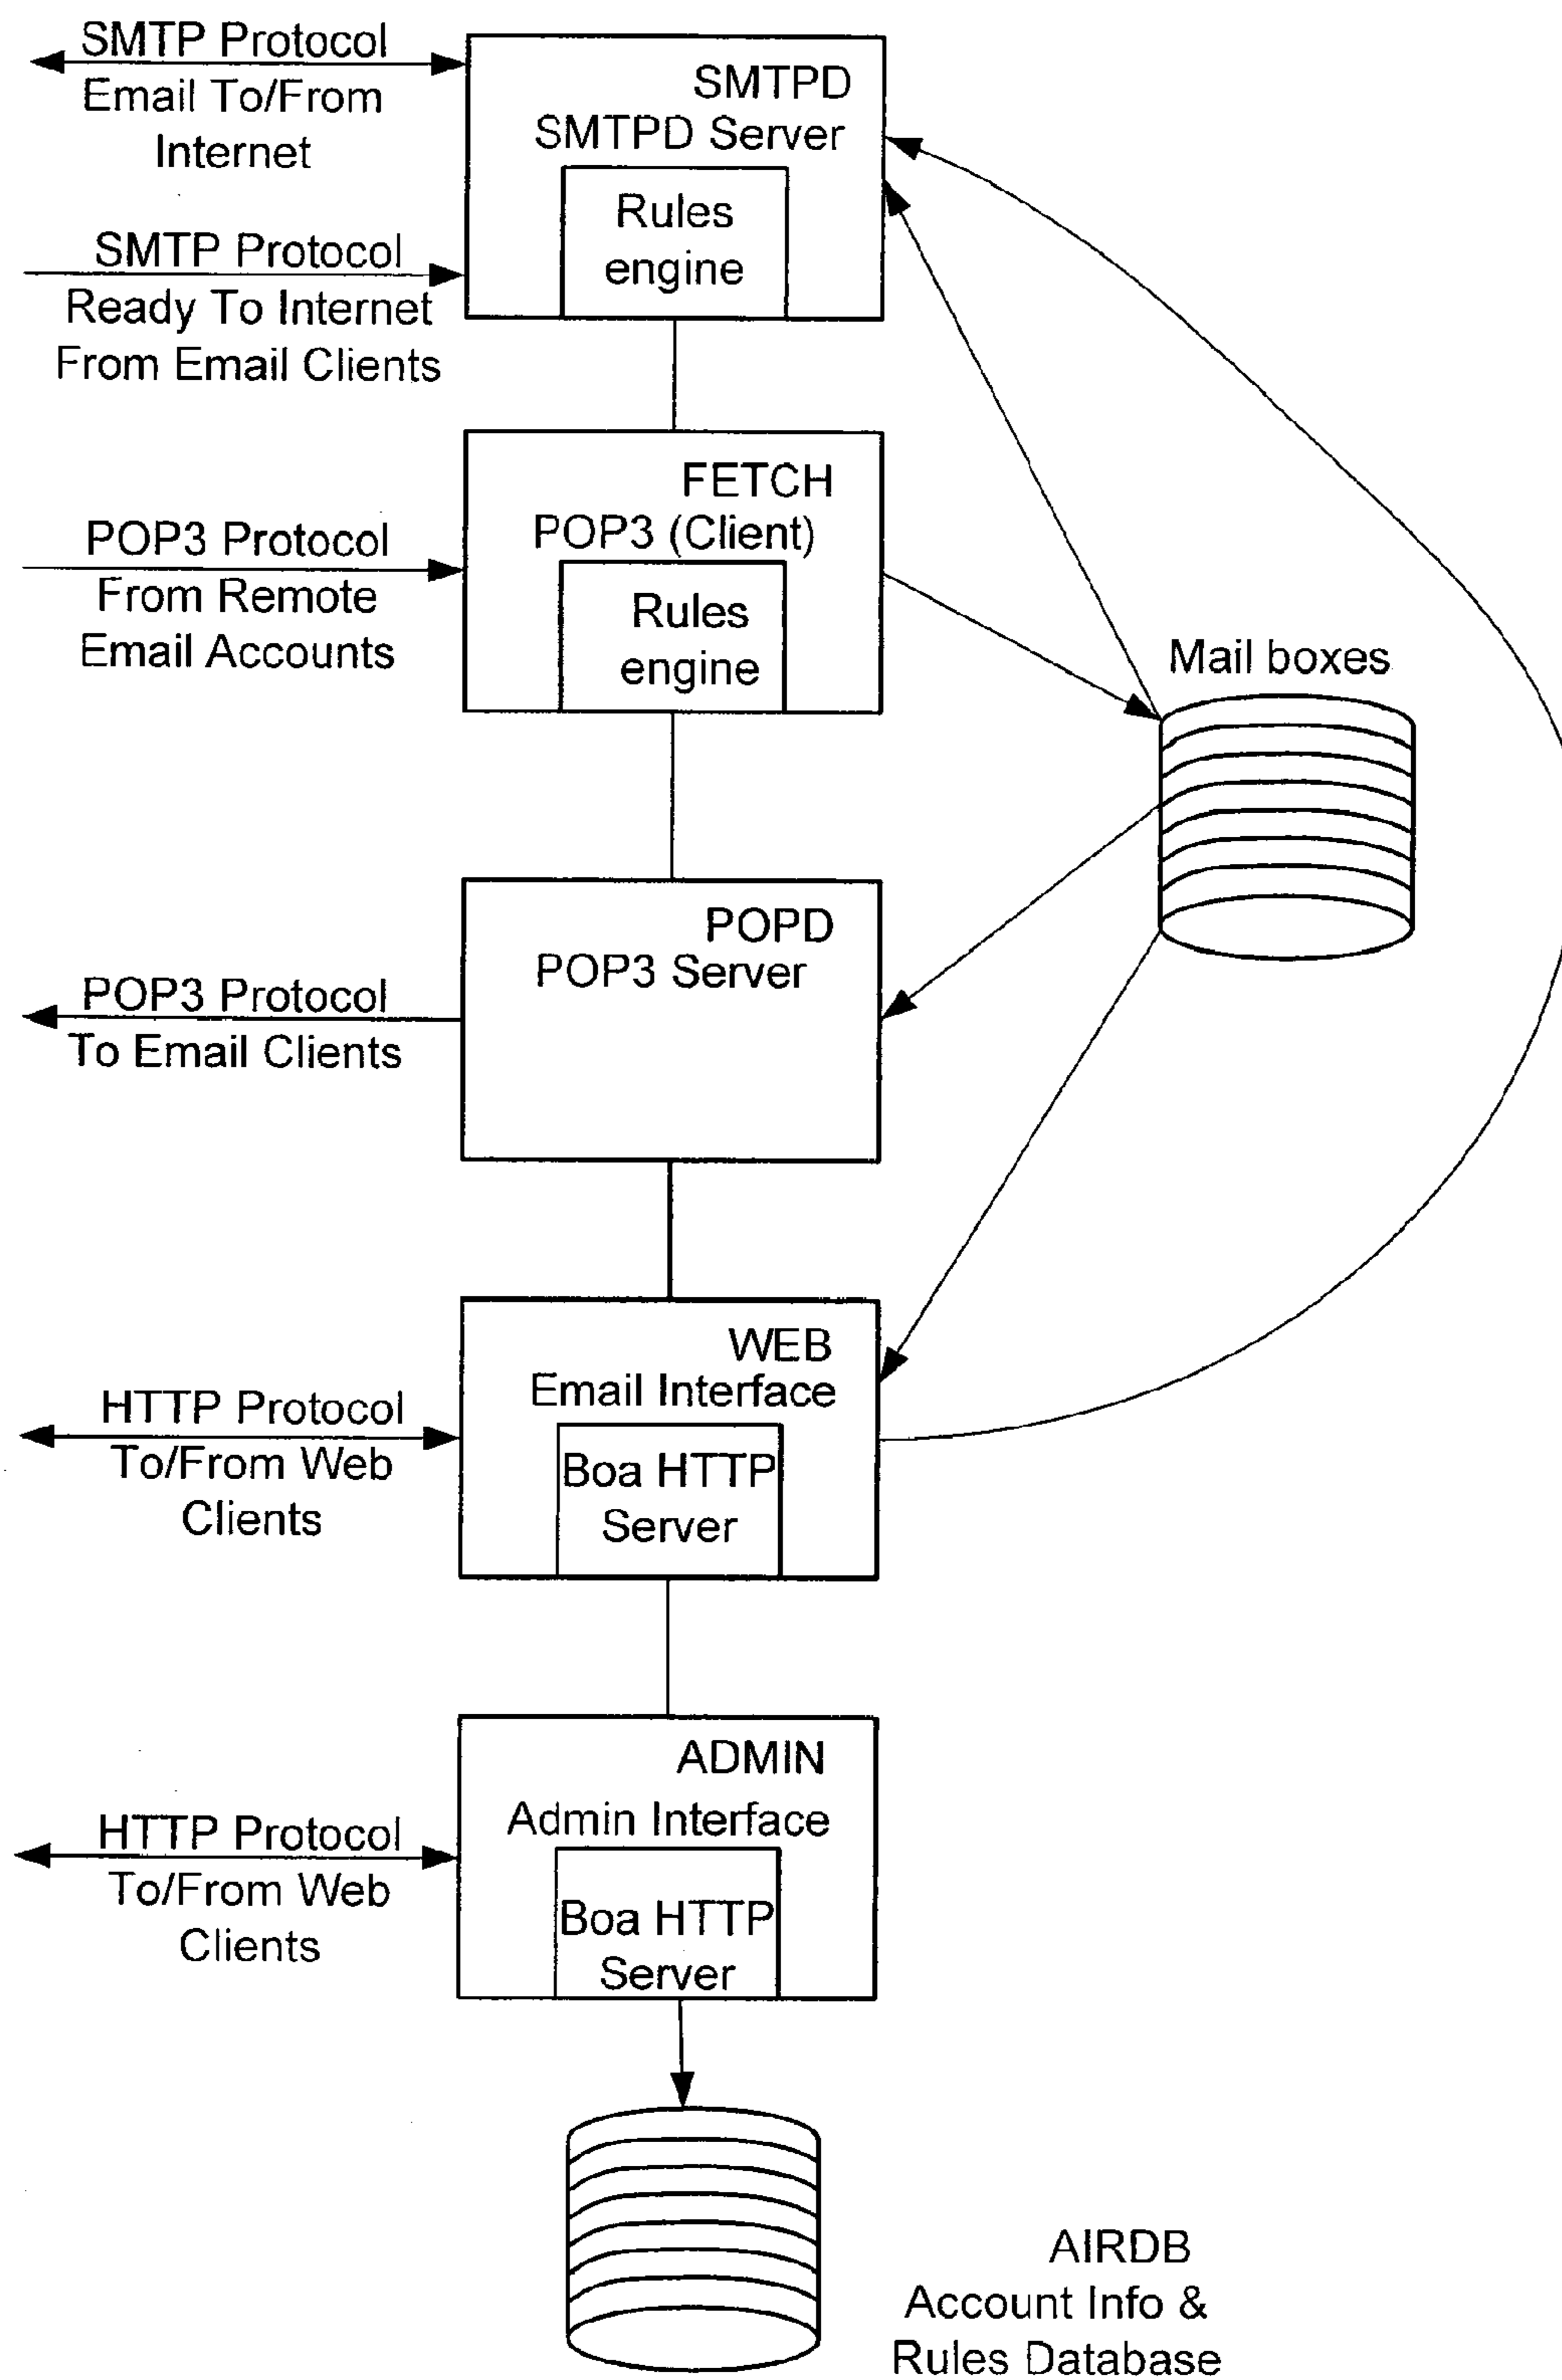 SMTP Protocol
Email To/From
Internet
SMTPD
SMTPD Server
Rules
engine
SMTP Protocol
Ready To Internet
From Email Clients
FETCH
POP3 (Client)
Rules
engine
POP3 Protocol
From Remote
Email Accounts
Mail boxes
POPD
POP3 Server
POP3 Protocol
To Email Clients
WEB
Email Interface
Boa HTTP
Server
HTTP Protocol
To/From Web
Clients
ADMIN
Admin Interface
Boa HTTP
Server
HTTP Protocol
To/From Web
Clients
AIRDB
Account Info &
Rules Database